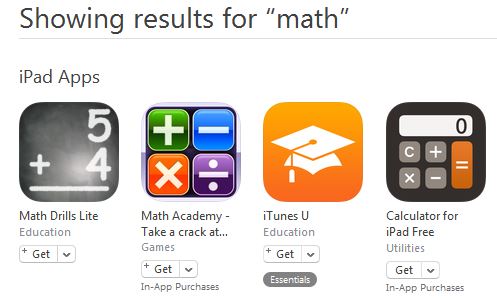 Showing results for “math”
iPad Apps
5
+ 4
+ −
× ÷
0
C +
× − =
Math Drills Lite
Education
+ Get
Math Academy -
Take a crack at...
Games
+ Get
In-App Purchases
iTunes U
Education
+ Get
Essentials
Calculator for
iPad Free
Utilities
Get
In-App Purchases